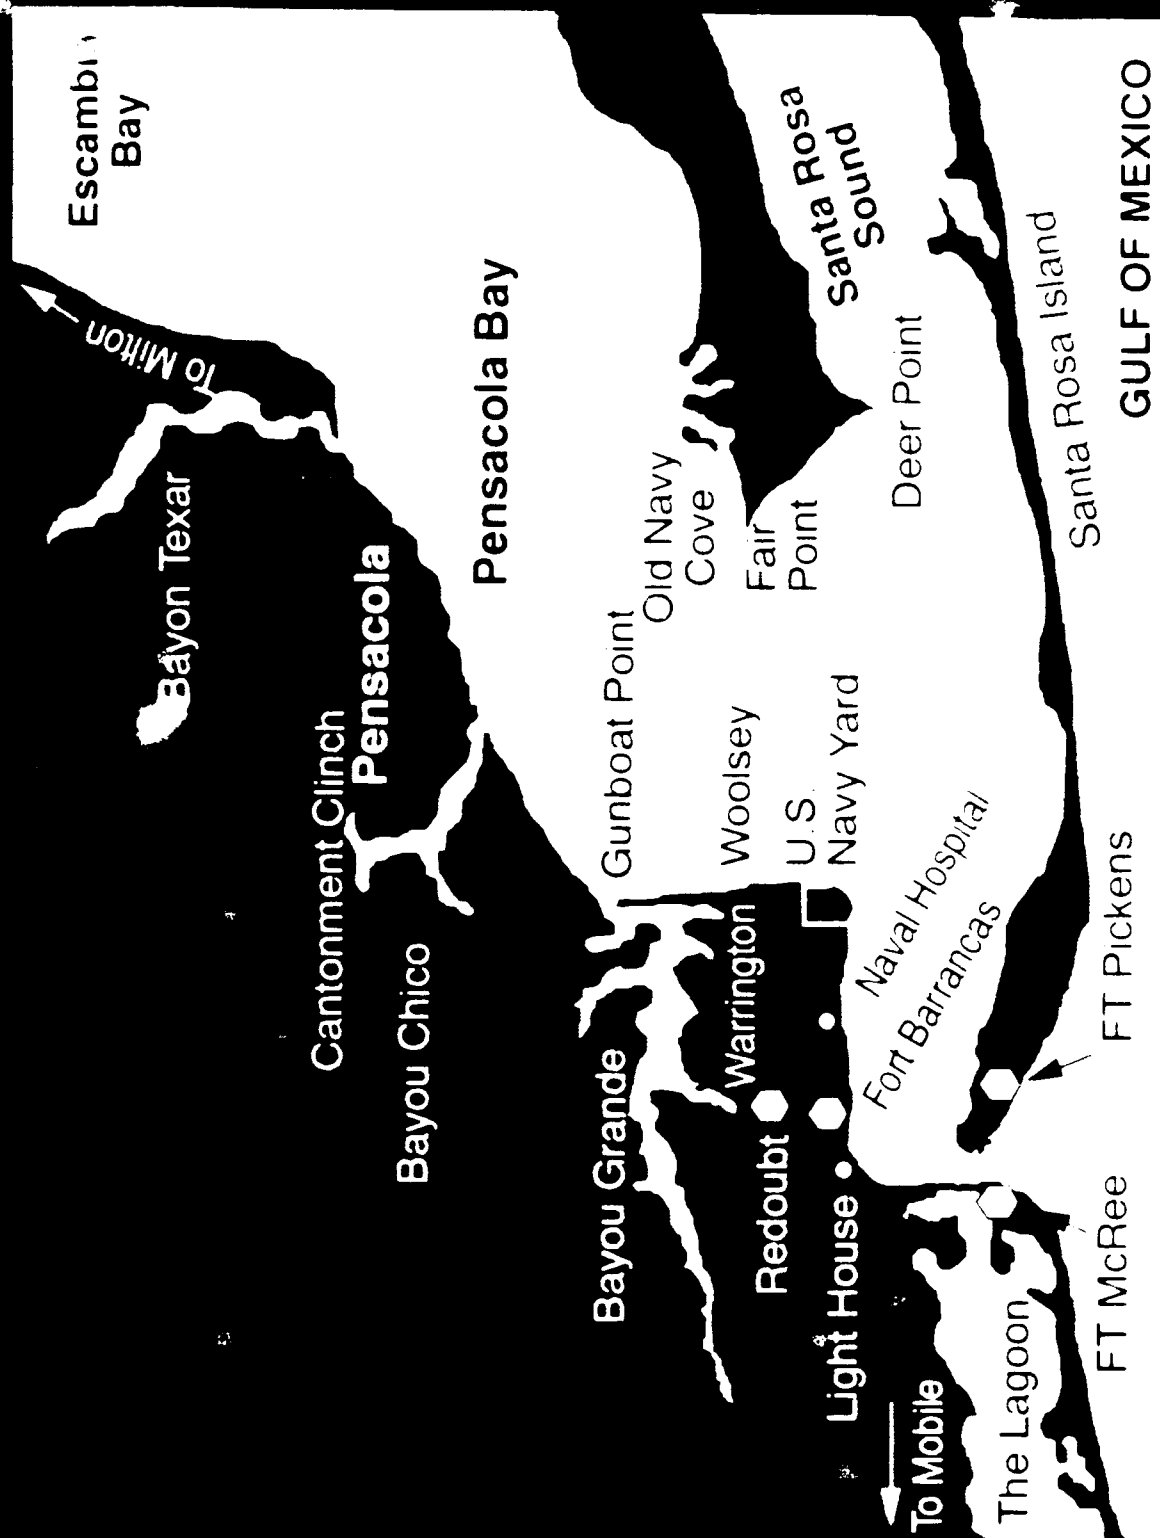 Escambia
Bay
To Milton
Bayon Texar
Pensacola
Cantonment Clinch
Bayou Chico
Pensacola Bay
Santa Rosa
Sound
Gunboat Point
Old Navy
Cove
Fair
Point
Deer Point
Woolsey
U.S.
Navy Yard
Bayou Grande
Warrington
Naval Hospital
Fort Barrancas
Redoubt
Light House
Santa Rosa Island
GULF OF MEXICO
FT Pickens
FT McRee
The Lagoon
To Mobile